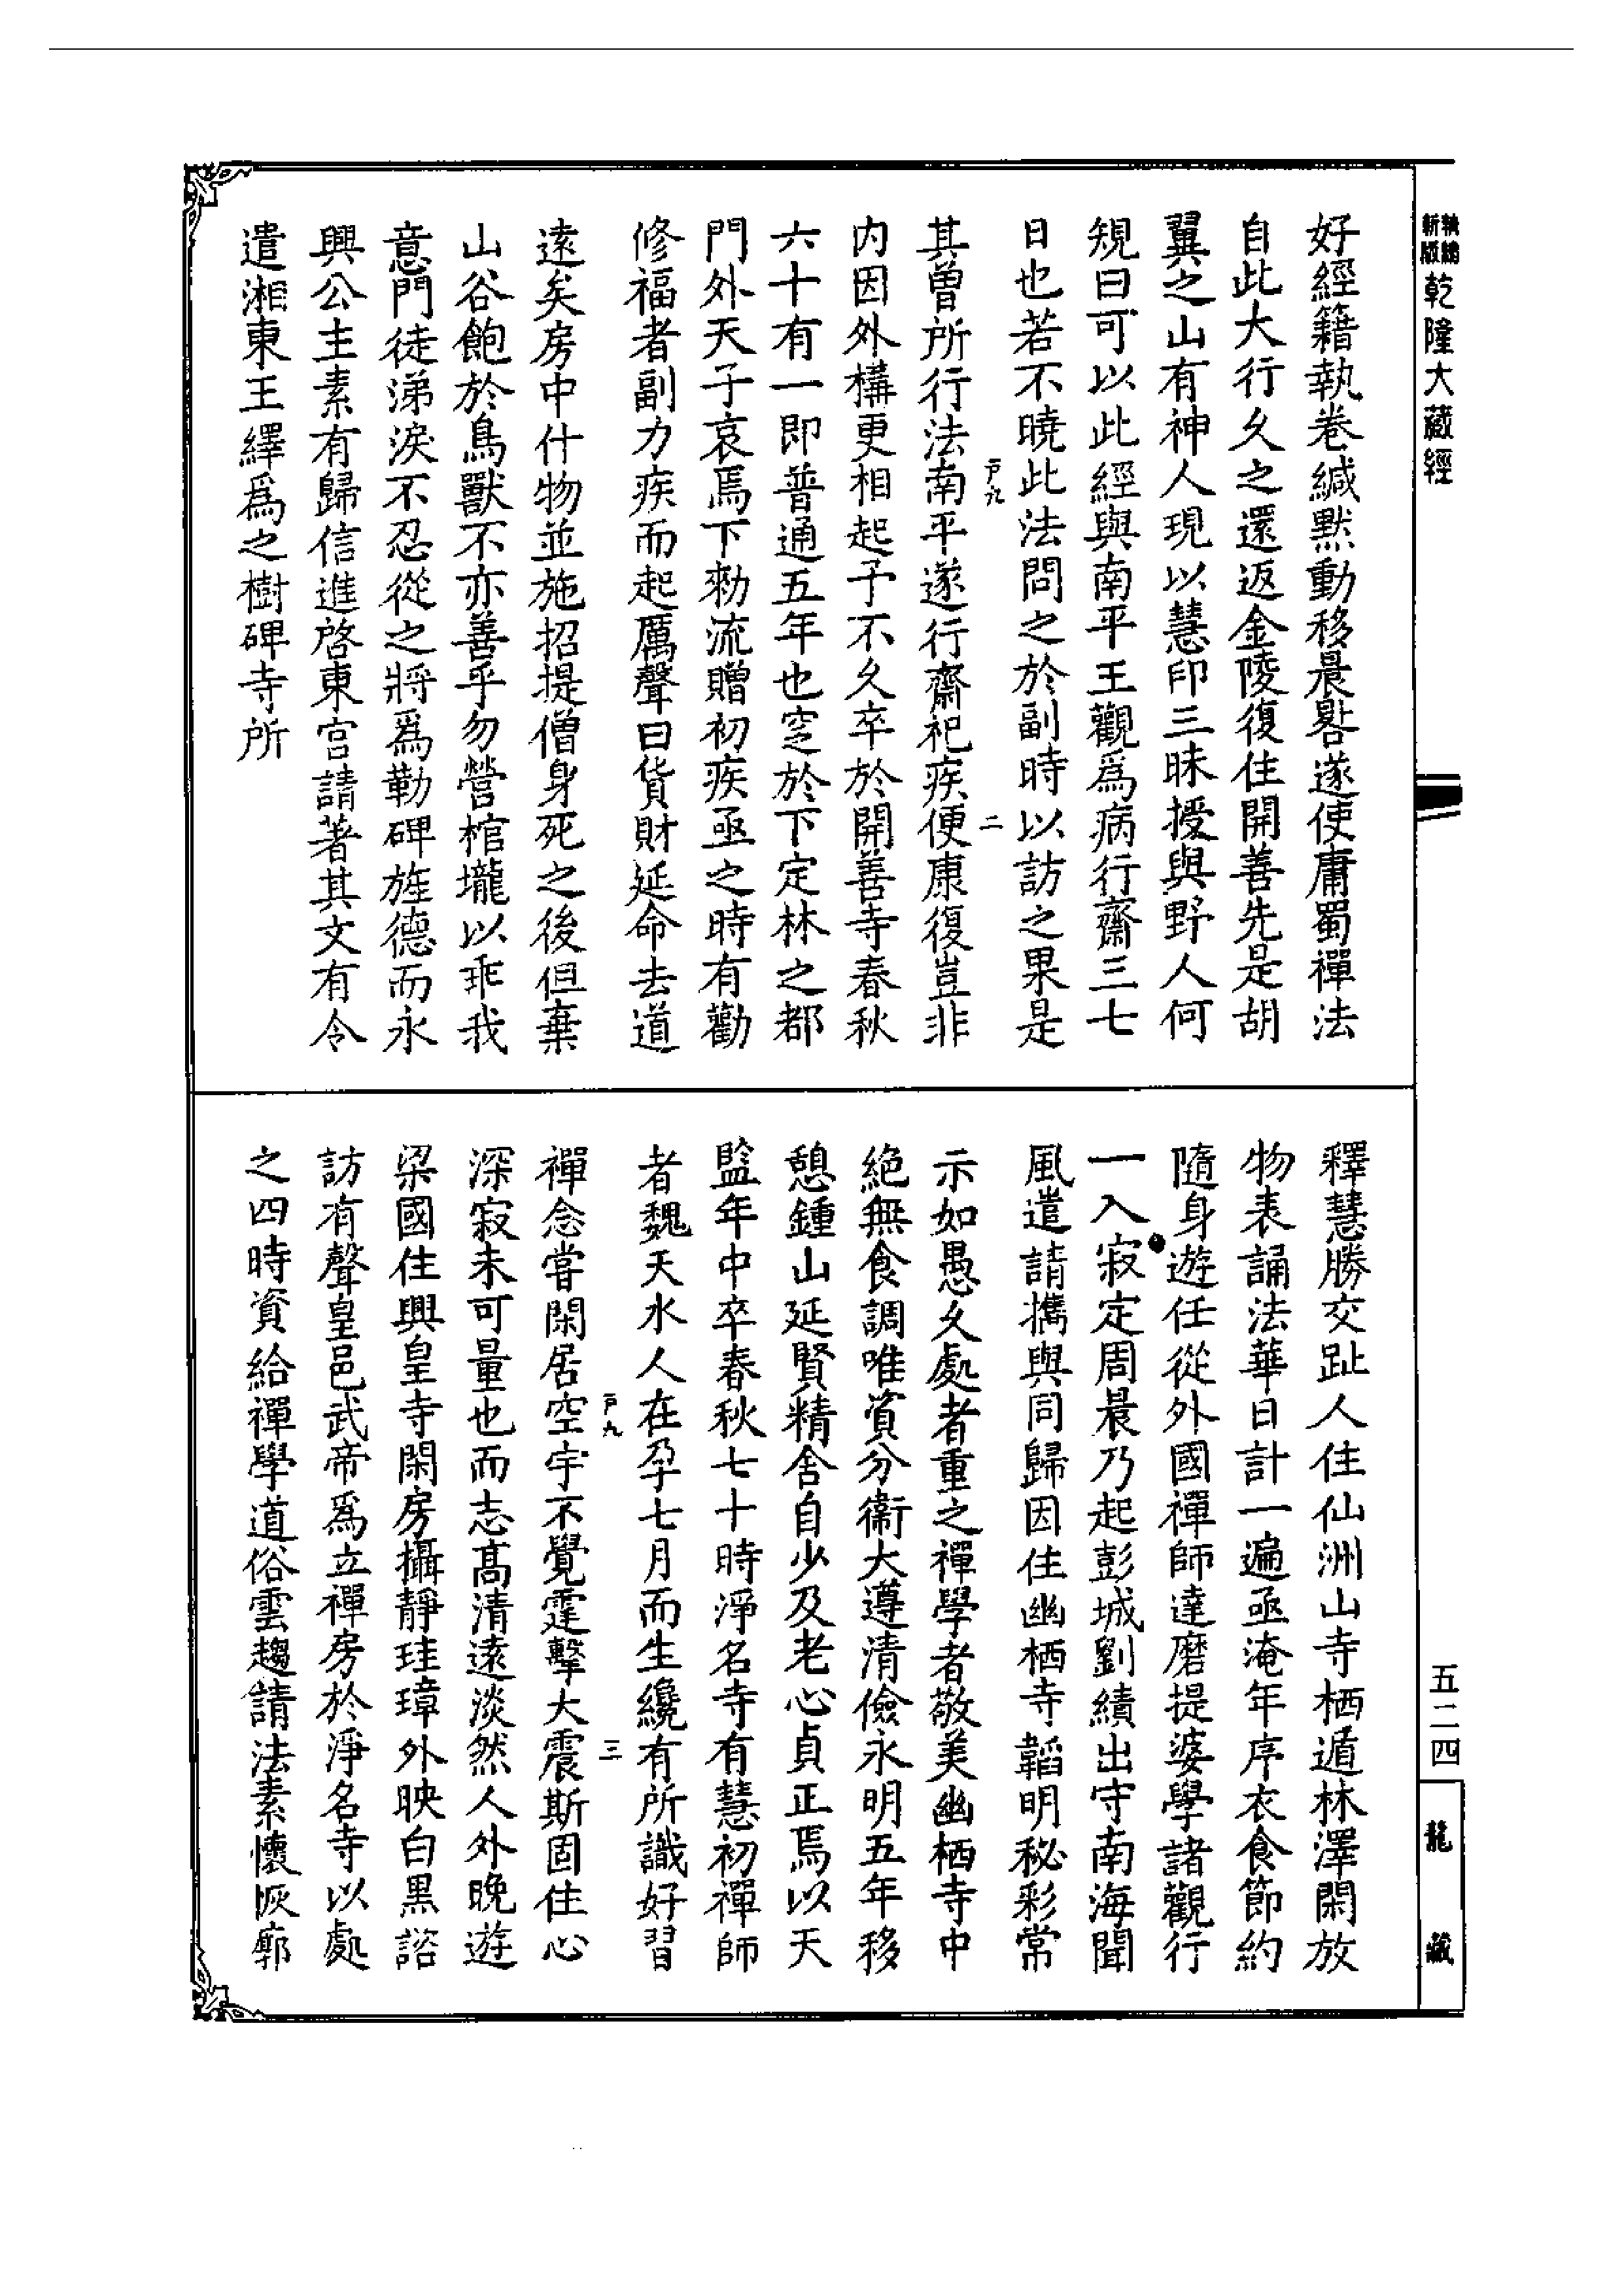 新版
乾隆大藏經
好經籍執卷緘默動移晨晷遂使庸蜀禪法
自此大行久之還返金陵復住開善先是胡
翼之山有神人現以慧印三昧授與野人何
規曰可以此經與南平王觀為病行齋三七
日也若不曉此法問之於副時以訪之果是
戶九
二
其曾所行法南平遂行齋祀疾便康復豈非
內因外構更相起予不久卒於開善寺春秋
六十有一即普通五年也窆於下定林之都
門外天子哀焉下勑流贈初疾亟之時有勸
修福者副力疾而起厲聲曰貨財延命去道
遠矣房中什物並施招提僧身死之後但棄
山谷飽於鳥獸不亦善乎勿營棺壠以乖我
意門徒涕淚不忍從之將為勒碑旌德而永
興公主素有歸信進啓東宮請著其文有令
遣湘東王繹為之樹碑寺所
釋慧勝交趾人住仙洲山寺栖遁林澤閑放
物表誦法華日計一遍亟淹年序衣食節約
隨身遊任從外國禪師達磨提婆學諸觀行
一入寂定周晨乃起彭城劉績出守南海聞
風遣請攜與同歸因住幽栖寺韜明秘彩常
示如愚久處者重之禪學者敬美幽栖寺中
絕無食調唯資分衞大遵清儉永明五年移
憩鍾山延賢精舍自少及老心貞正焉以天
監年中卒春秋七十時淨名寺有慧初禪師
者魏天水人在孕七月而生纔有所識好習
戶九
三
禪念嘗閑居空宇不覺霆擊大震斯固住心
深寂未可量也而志高清遠淡然人外晚遊
梁國住興皇寺閑房攝靜珪璋外映白黑諮
訪有聲皇邑武帝為立禪房於淨名寺以處
之四時資給禪學道俗雲趨請法素懷恢廓
五二四
龍藏